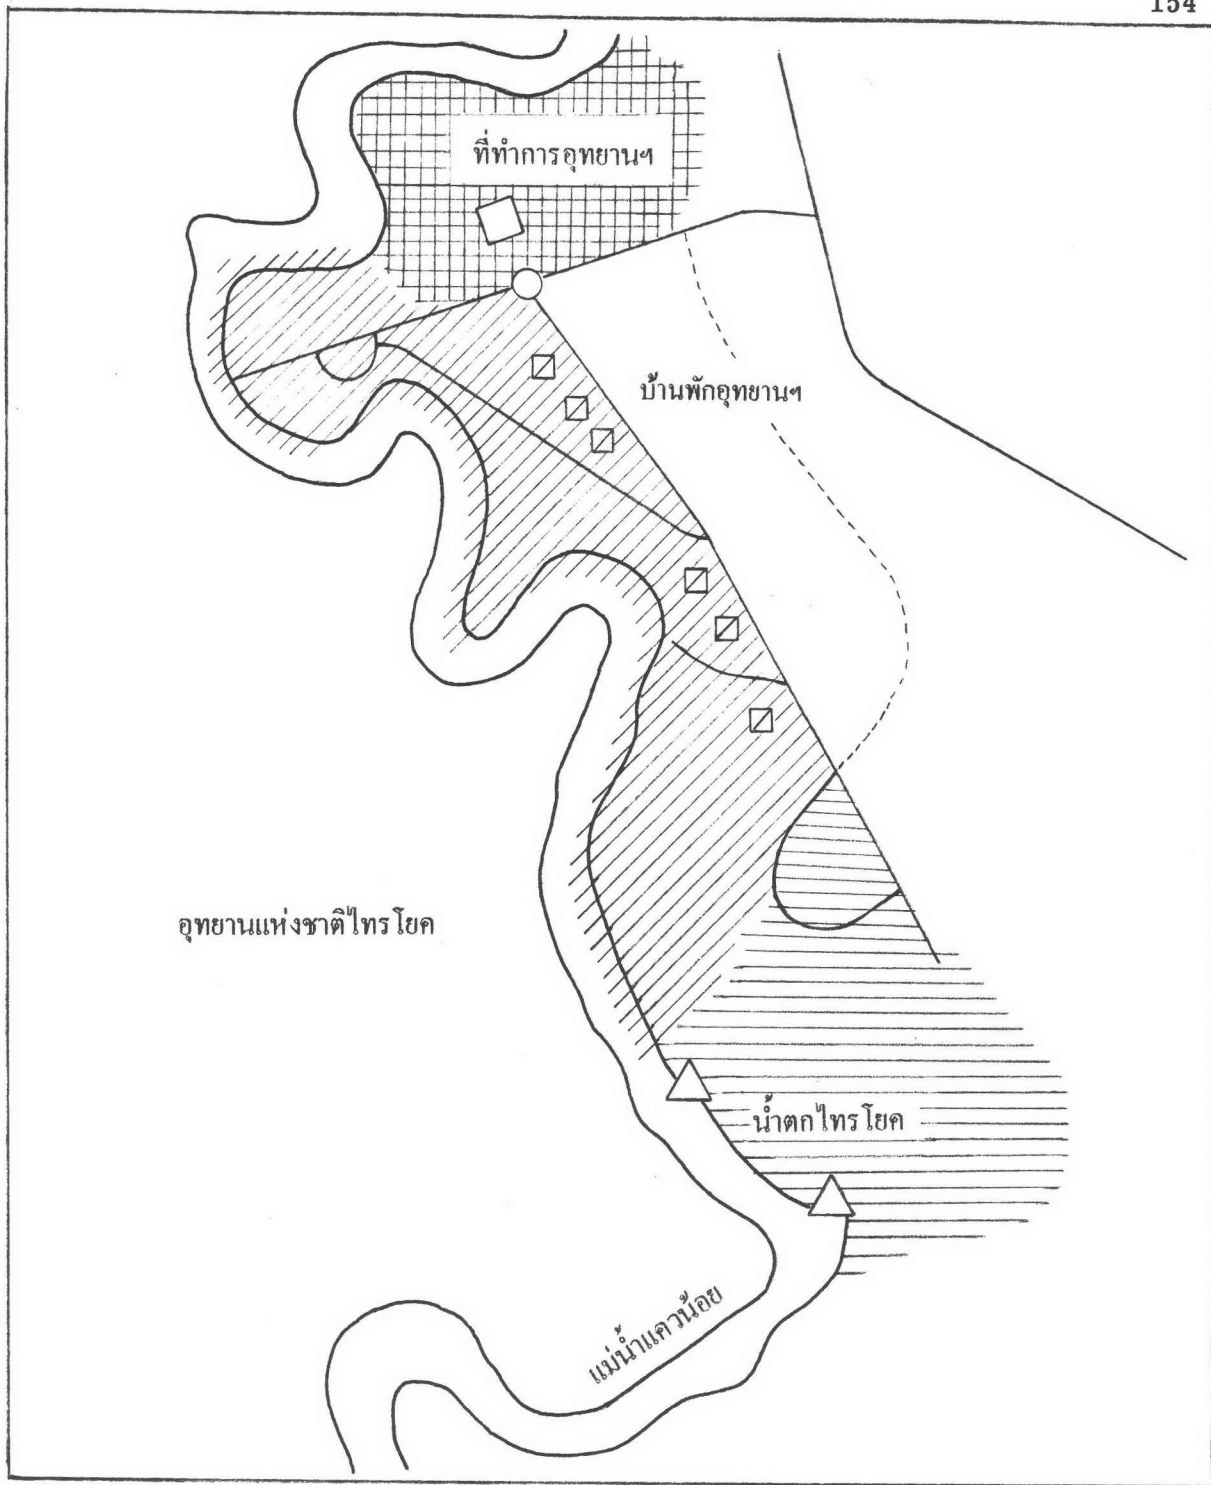 154
ที่ทำการอุทยานฯ
บ้านพักอุทยานฯ
อุทยานแห่งชาติไทรโยค
น้ำตกไทรโยค
แม่น้ำแควน้อย